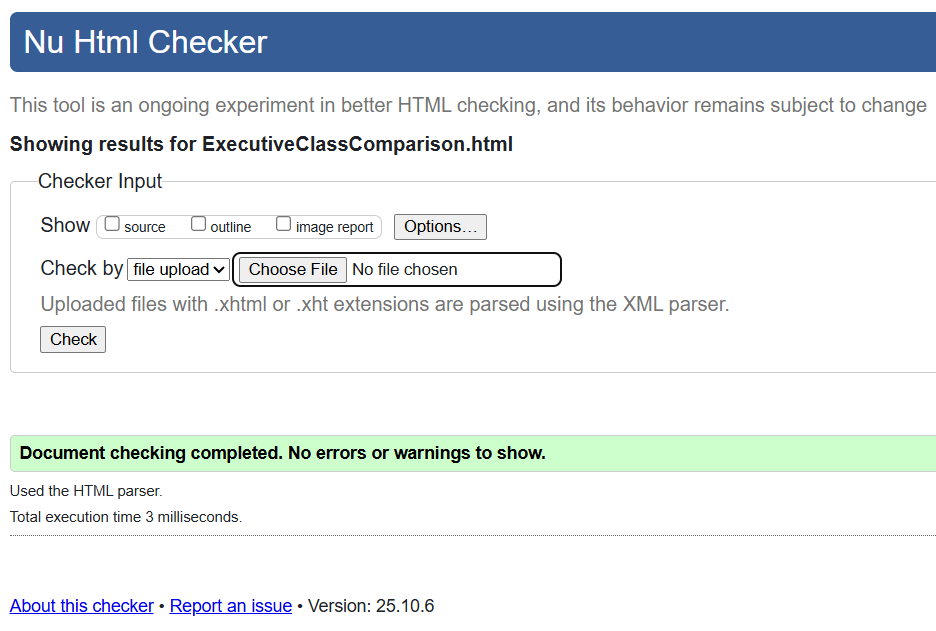 Nu Html Checker
This tool is an ongoing experiment in better HTML checking, and its behavior remains subject to change
Showing results for ExecutiveClassComparison.html
Checker Input
Show source outline image report Options...
Check by file upload Choose File No file chosen
Uploaded files with .xhtml or .xht extensions are parsed using the XML parser.
Check
Document checking completed. No errors or warnings to show.
Used the HTML parser.
Total execution time 3 milliseconds.
About this checker • Report an issue • Version: 25.10.6